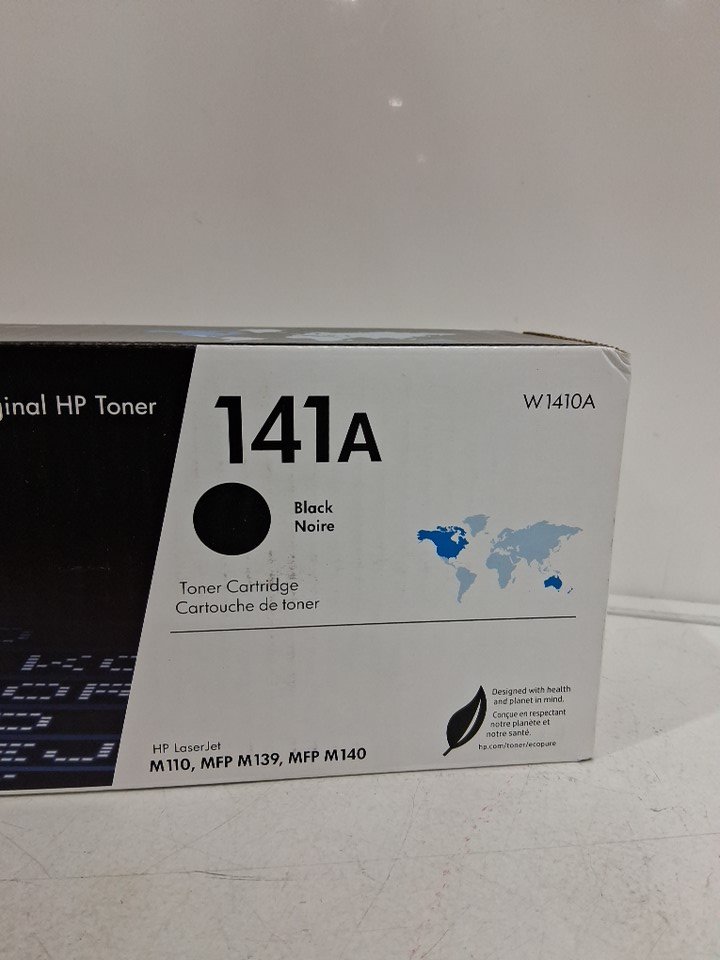 ginal HP Toner
141A
W1410A
Black
Noire
Toner Cartridge
Cartouche de toner
Designed with health
and planet in mind.
Conçue en respectant
notre planète et
notre santé.
hp.com/toner/ecopure
HP LaserJet
M110, MFP M139, MFP M140